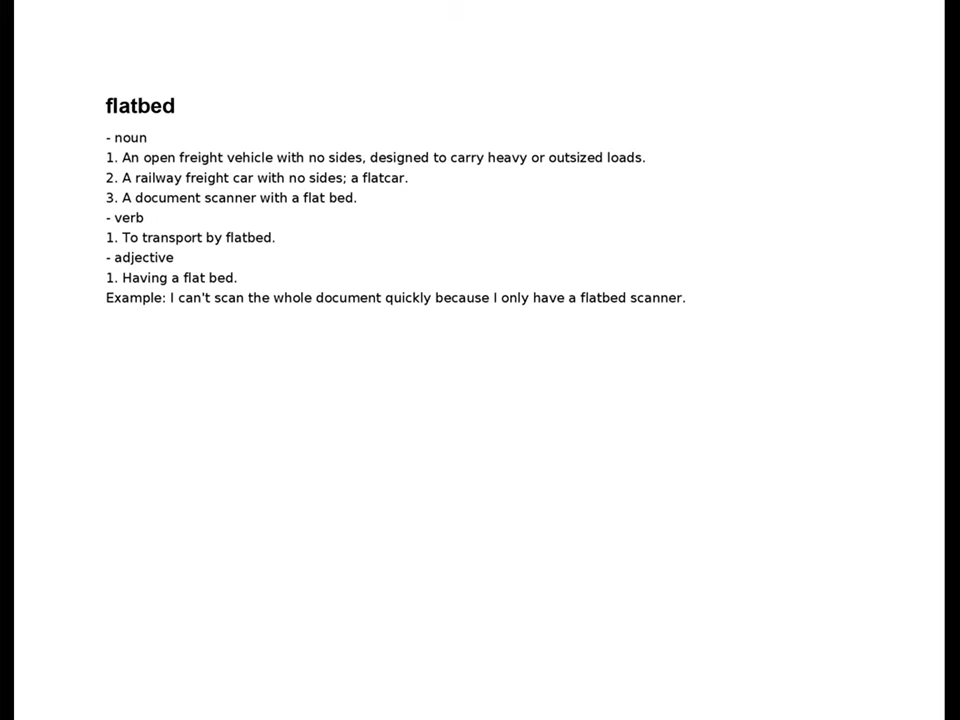 flatbed
- noun
1. An open freight vehicle with no sides, designed to carry heavy or outsized loads.
2. A railway freight car with no sides; a flatcar.
3. A document scanner with a flat bed.
- verb
1. To transport by flatbed.
- adjective
1. Having a flat bed.
Example: I can't scan the whole document quickly because I only have a flatbed scanner.